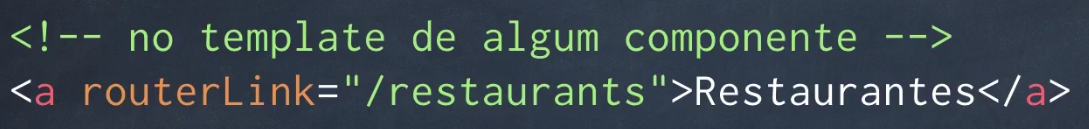 <!-- no template de algum componente -->
<a routerLink="/restaurants">Restaurantes</a>